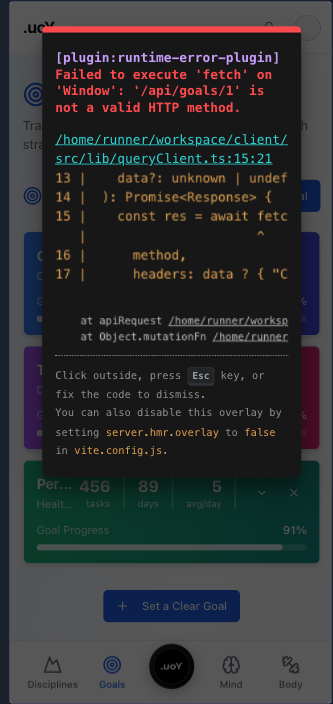 .uoY
[plugin:runtime-error-plugin]
Failed to execute 'fetch' on
'Window': '/api/goals/1' is
not a valid HTTP method.
/home/runner/workspace/client/
src/lib/queryClient.ts:15:21
13 | data?: unknown | undef
14 | ): Promise<Response> {
15 | const res = await fetc
| ^
16 | method,
17 | headers: data ? { "C
at apiRequest /home/runner/worksp
at Object.mutationFn /home/runner
Click outside, press Esc key, or
fix the code to dismiss.
You can also disable this overlay by
setting server.hmr.overlay to false
in vite.config.js.
Per... 456 89 5
Healt... tasks days avg/day
Goal Progress 91%
+ Set a Clear Goal
.uoY
Disciplines Goals Mind Body